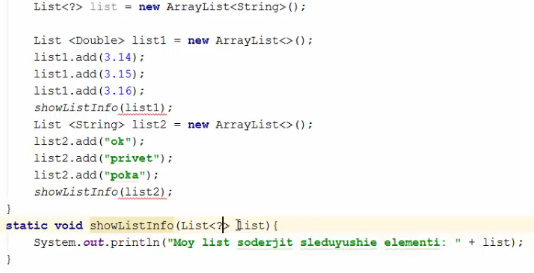 List<?> list = new ArrayList<String>();
List <Double> list1 = new ArrayList<>();
list1.add(3.14);
list1.add(3.15);
list1.add(3.16);
showListInfo(list1);
List <String> list2 = new ArrayList<>();
list2.add("ok");
list2.add("privet");
list2.add("poka");
showListInfo(list2);
}
static void showListInfo(List<?> list){
System.out.println("Moy list soderjit sleduyushie elementi: " + list);
}